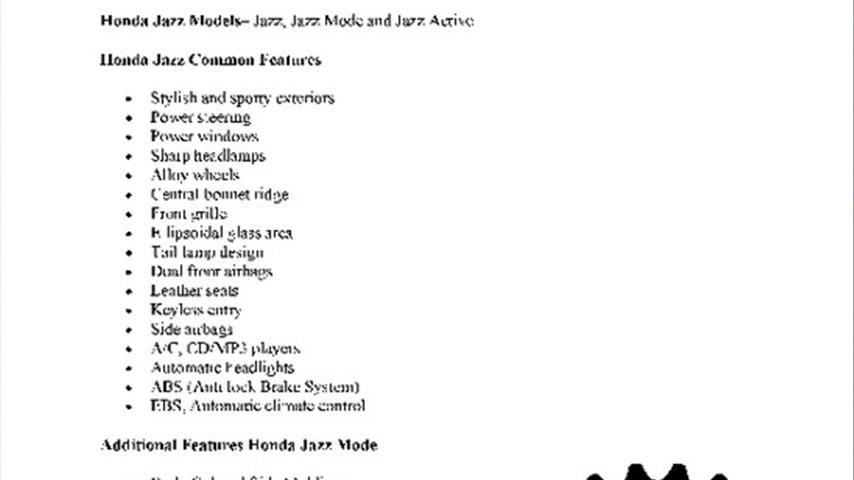 Honda Jazz Models– Jazz, Jazz Mode and Jazz Active
Honda Jazz Common Features
• Stylish and sporty exteriors
• Power steering
• Power windows
• Sharp headlamps
• Alloy wheels
• Central bonnet ridge
• Front grille
• Ellipsoidal glass area
• Tail lamp design
• Dual front airbags
• Leather seats
• Keyless entry
• Side airbags
• A/C, CD/MP3 players
• Automatic headlights
• ABS (Anti lock Brake System)
• EBS, Automatic climate control
Additional Features Honda Jazz Mode